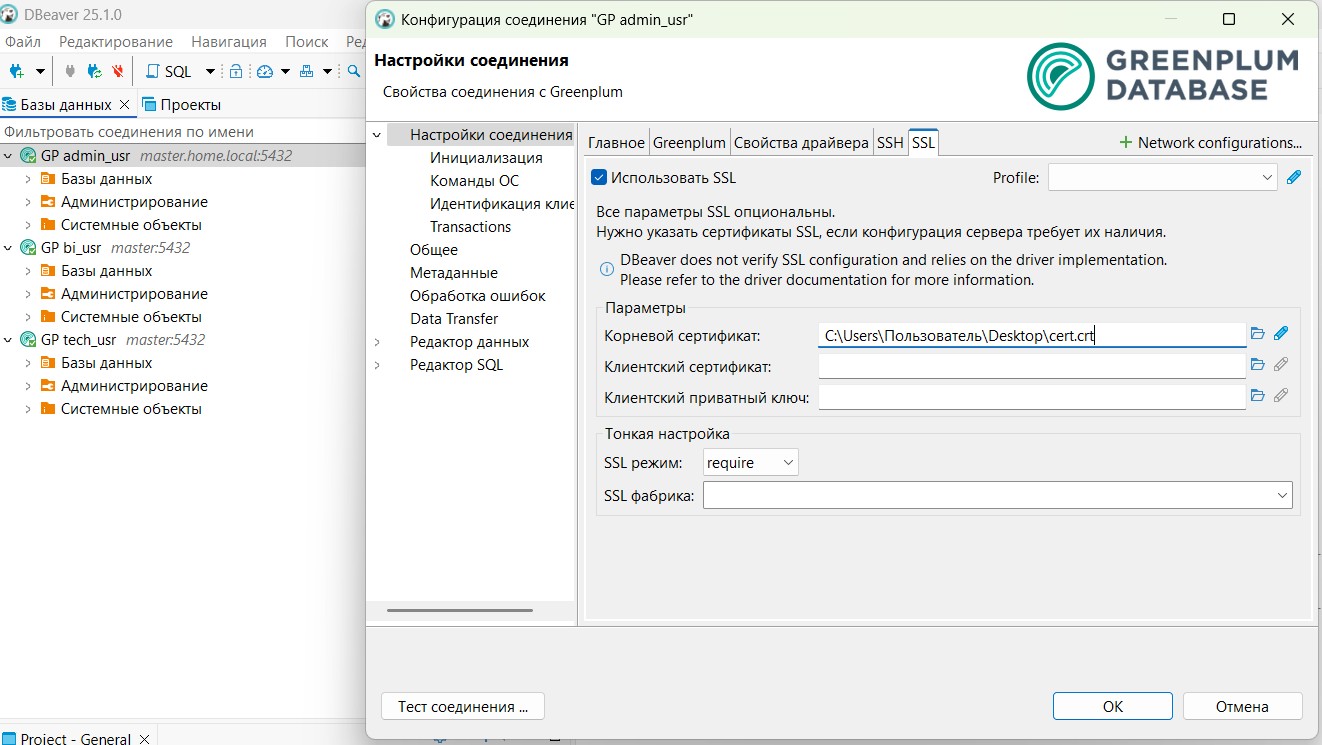 DBeaver 25.1.0
Файл Редактирование Навигация Поиск Ред
SQL
Базы данных Проекты
Фильтровать соединения по имени
GP admin_usr master.home.local:5432
Базы данных
Администрирование
Системные объекты
GP bi_usr master:5432
Базы данных
Администрирование
Системные объекты
GP tech_usr master:5432
Базы данных
Администрирование
Системные объекты
Project - General
Конфигурация соединения "GP admin_usr"
Настройки соединения
Свойства соединения с Greenplum
GREENPLUM
DATABASE
Настройки соединения
Инициализация
Команды ОС
Идентификация клие
Transactions
Общее
Метаданные
Обработка ошибок
Data Transfer
Редактор данных
Редактор SQL
Главное Greenplum Свойства драйвера SSH SSL
Network configurations...
Использовать SSL
Profile:
Все параметры SSL опциональны.
Нужно указать сертификаты SSL, если конфигурация сервера требует их наличия.
DBeaver does not verify SSL configuration and relies on the driver implementation.
Please refer to the driver documentation for more information.
Параметры
Корневой сертификат: C:\Users\Пользователь\Desktop\cert.crt
Клиентский сертификат:
Клиентский приватный ключ:
Тонкая настройка
SSL режим: require
SSL фабрика:
Тест соединения ...
ОК
Отмена